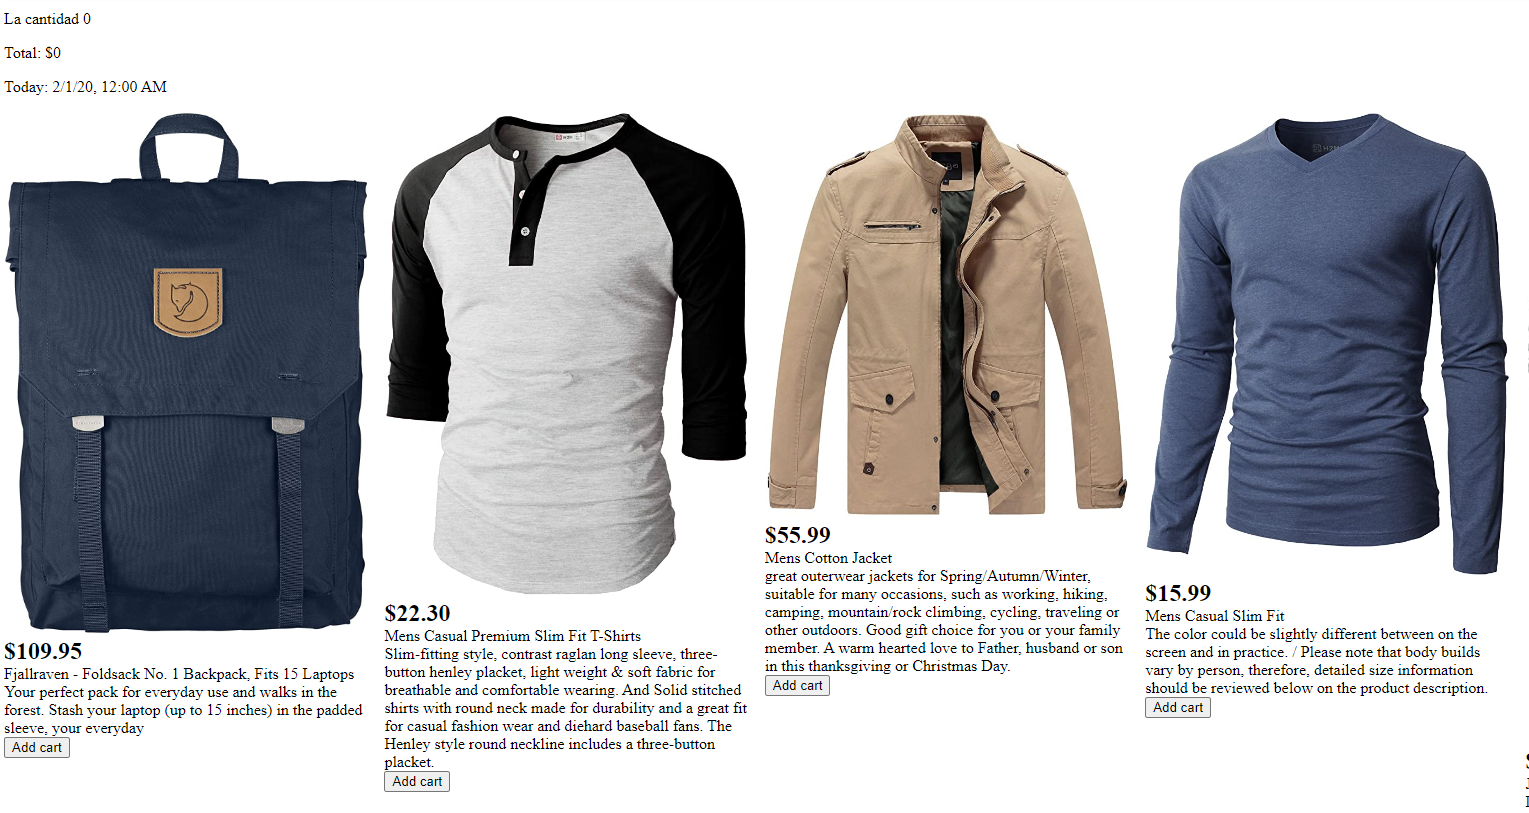 La cantidad 0
Total: $0
Today: 2/1/20, 12:00 AM
$109.95
Fjallraven - Foldsack No. 1 Backpack, Fits 15 Laptops
Your perfect pack for everyday use and walks in the
forest. Stash your laptop (up to 15 inches) in the padded
sleeve, your everyday
Add cart
$22.30
Mens Casual Premium Slim Fit T-Shirts
Slim-fitting style, contrast raglan long sleeve, three-
button henley placket, light weight & soft fabric for
breathable and comfortable wearing. And Solid stitched
shirts with round neck made for durability and a great fit
for casual fashion wear and diehard baseball fans. The
Henley style round neckline includes a three-button
placket.
Add cart
$55.99
Mens Cotton Jacket
great outerwear jackets for Spring/Autumn/Winter,
suitable for many occasions, such as working, hiking,
camping, mountain/rock climbing, cycling, traveling or
other outdoors. Good gift choice for you or your family
member. A warm hearted love to Father, husband or son
in this thanksgiving or Christmas Day.
Add cart
$15.99
Mens Casual Slim Fit
The color could be slightly different between on the
screen and in practice. / Please note that body builds
vary by person, therefore, detailed size information
should be reviewed below on the product description.
Add cart